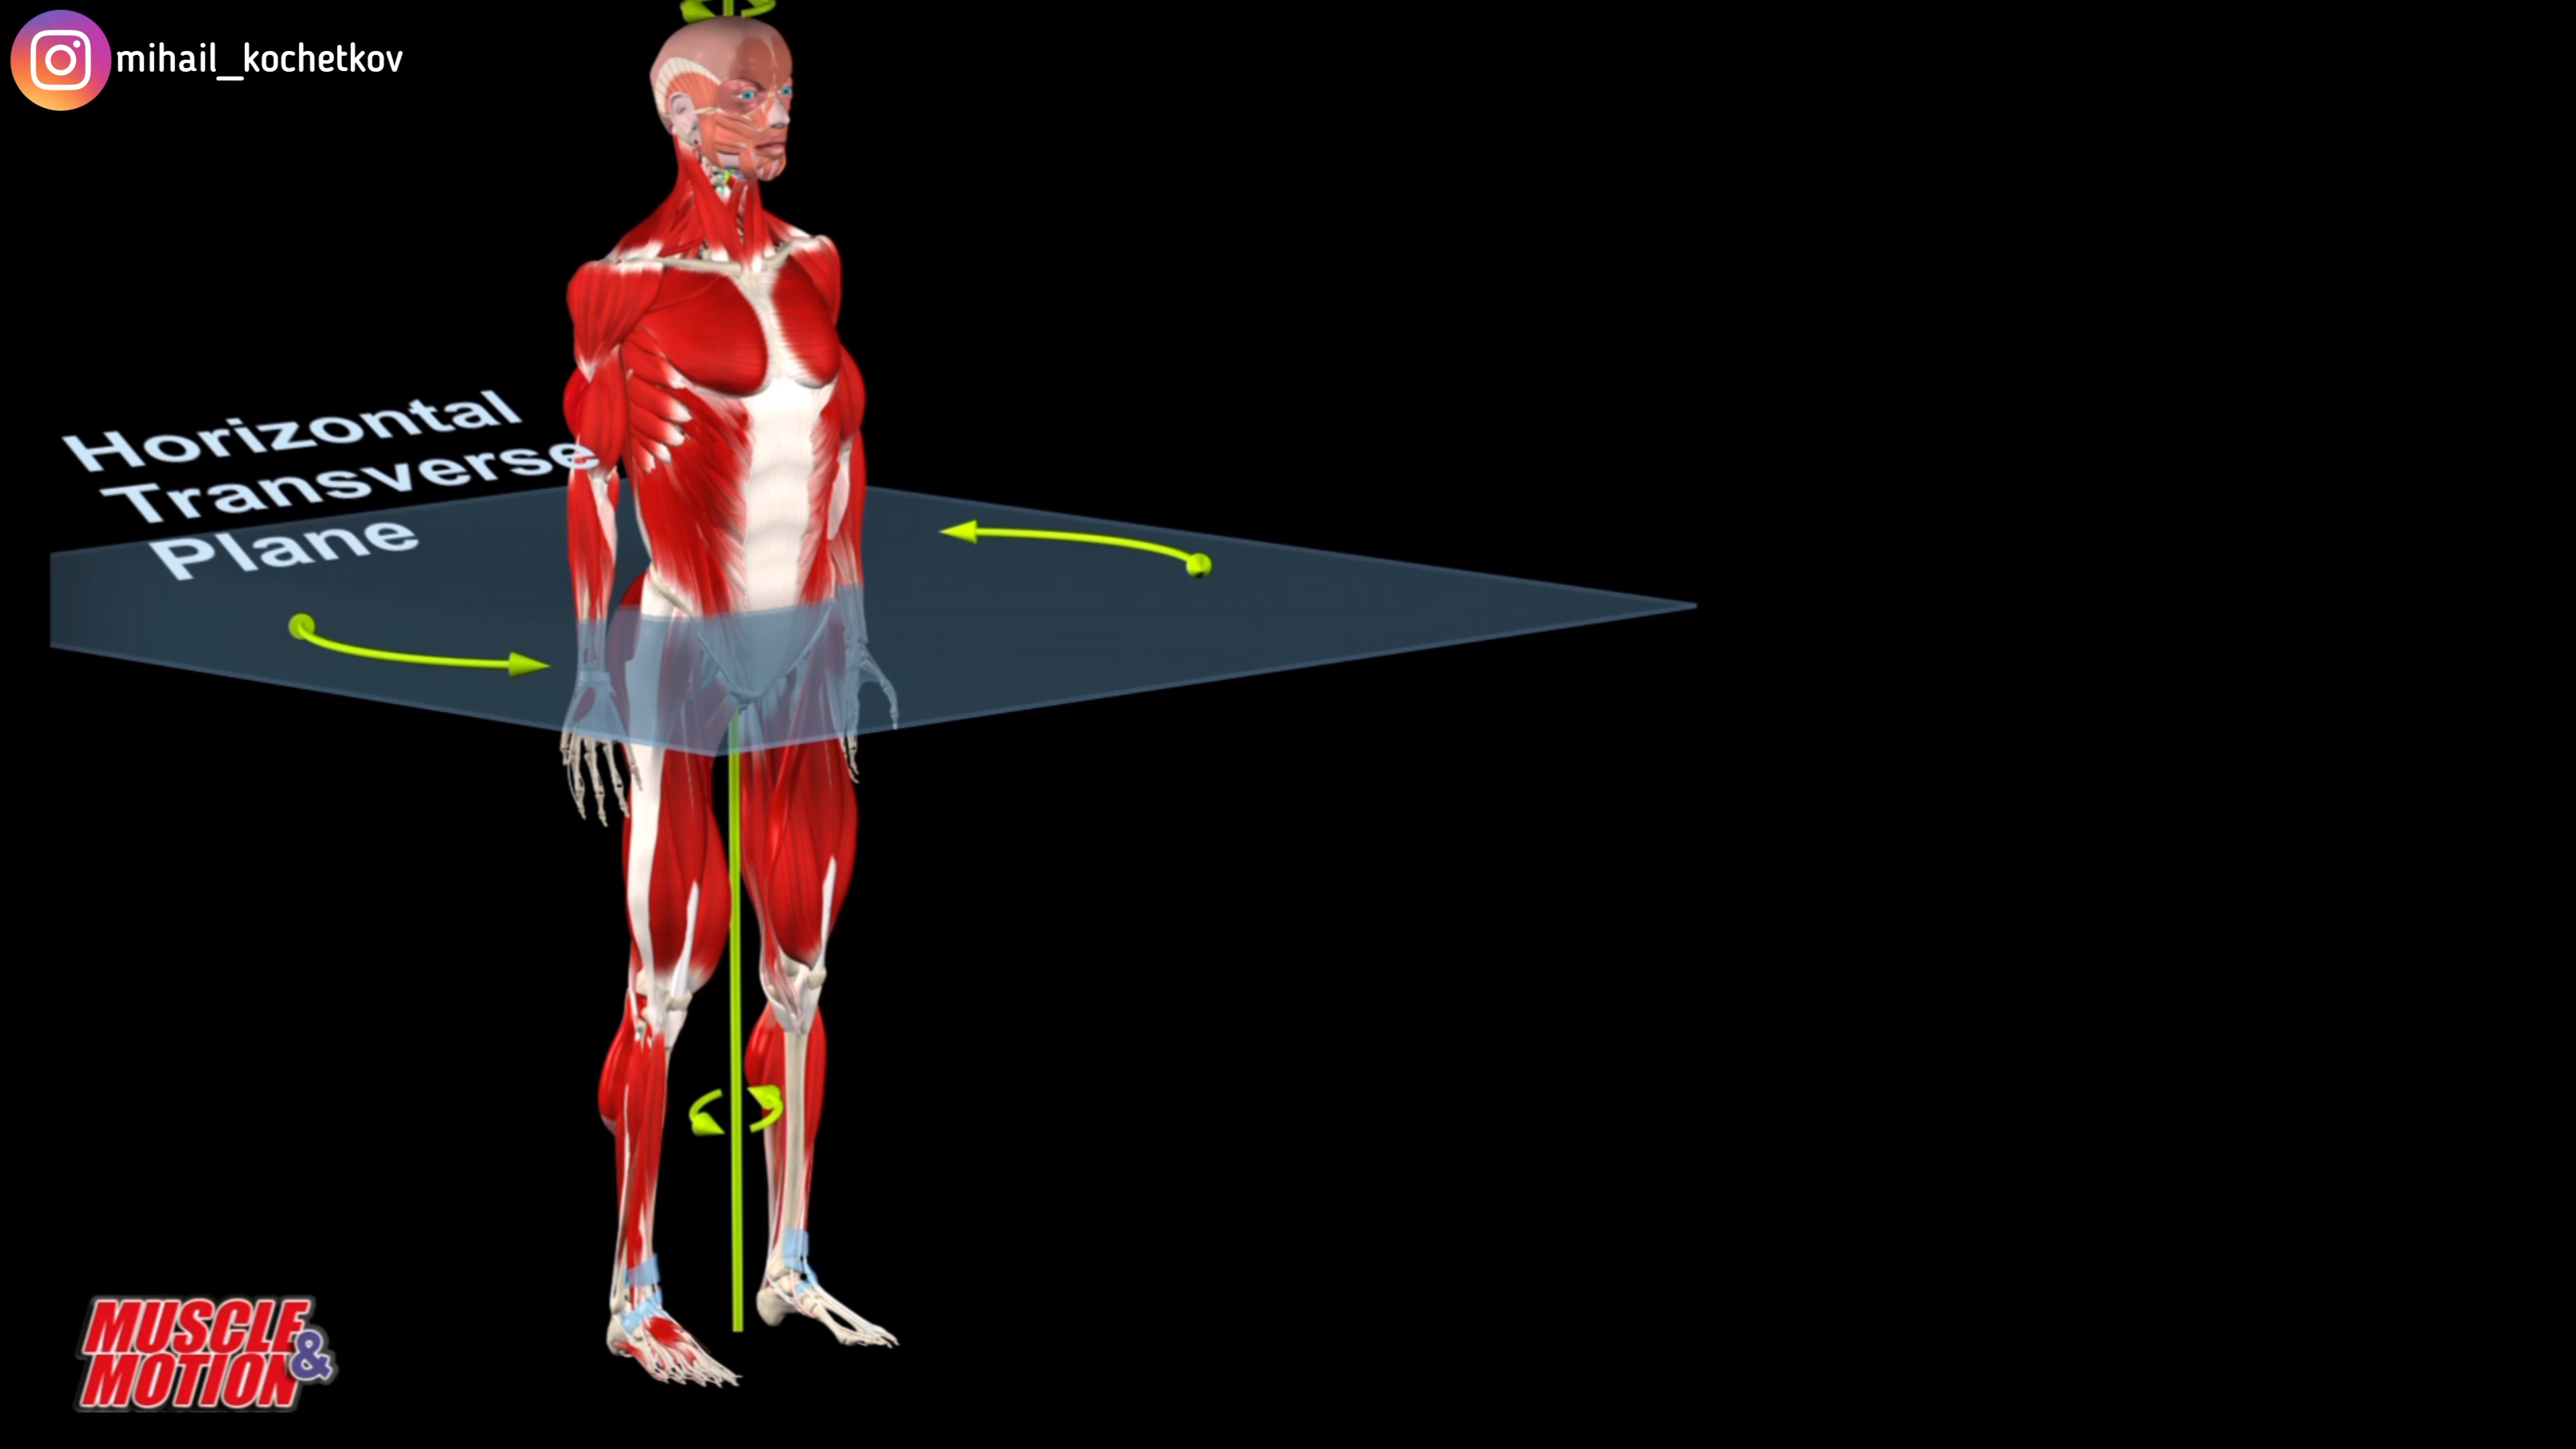 mihail_kochetkov
Horizontal
Transverse
Plane
MUSCLE &
MOTION